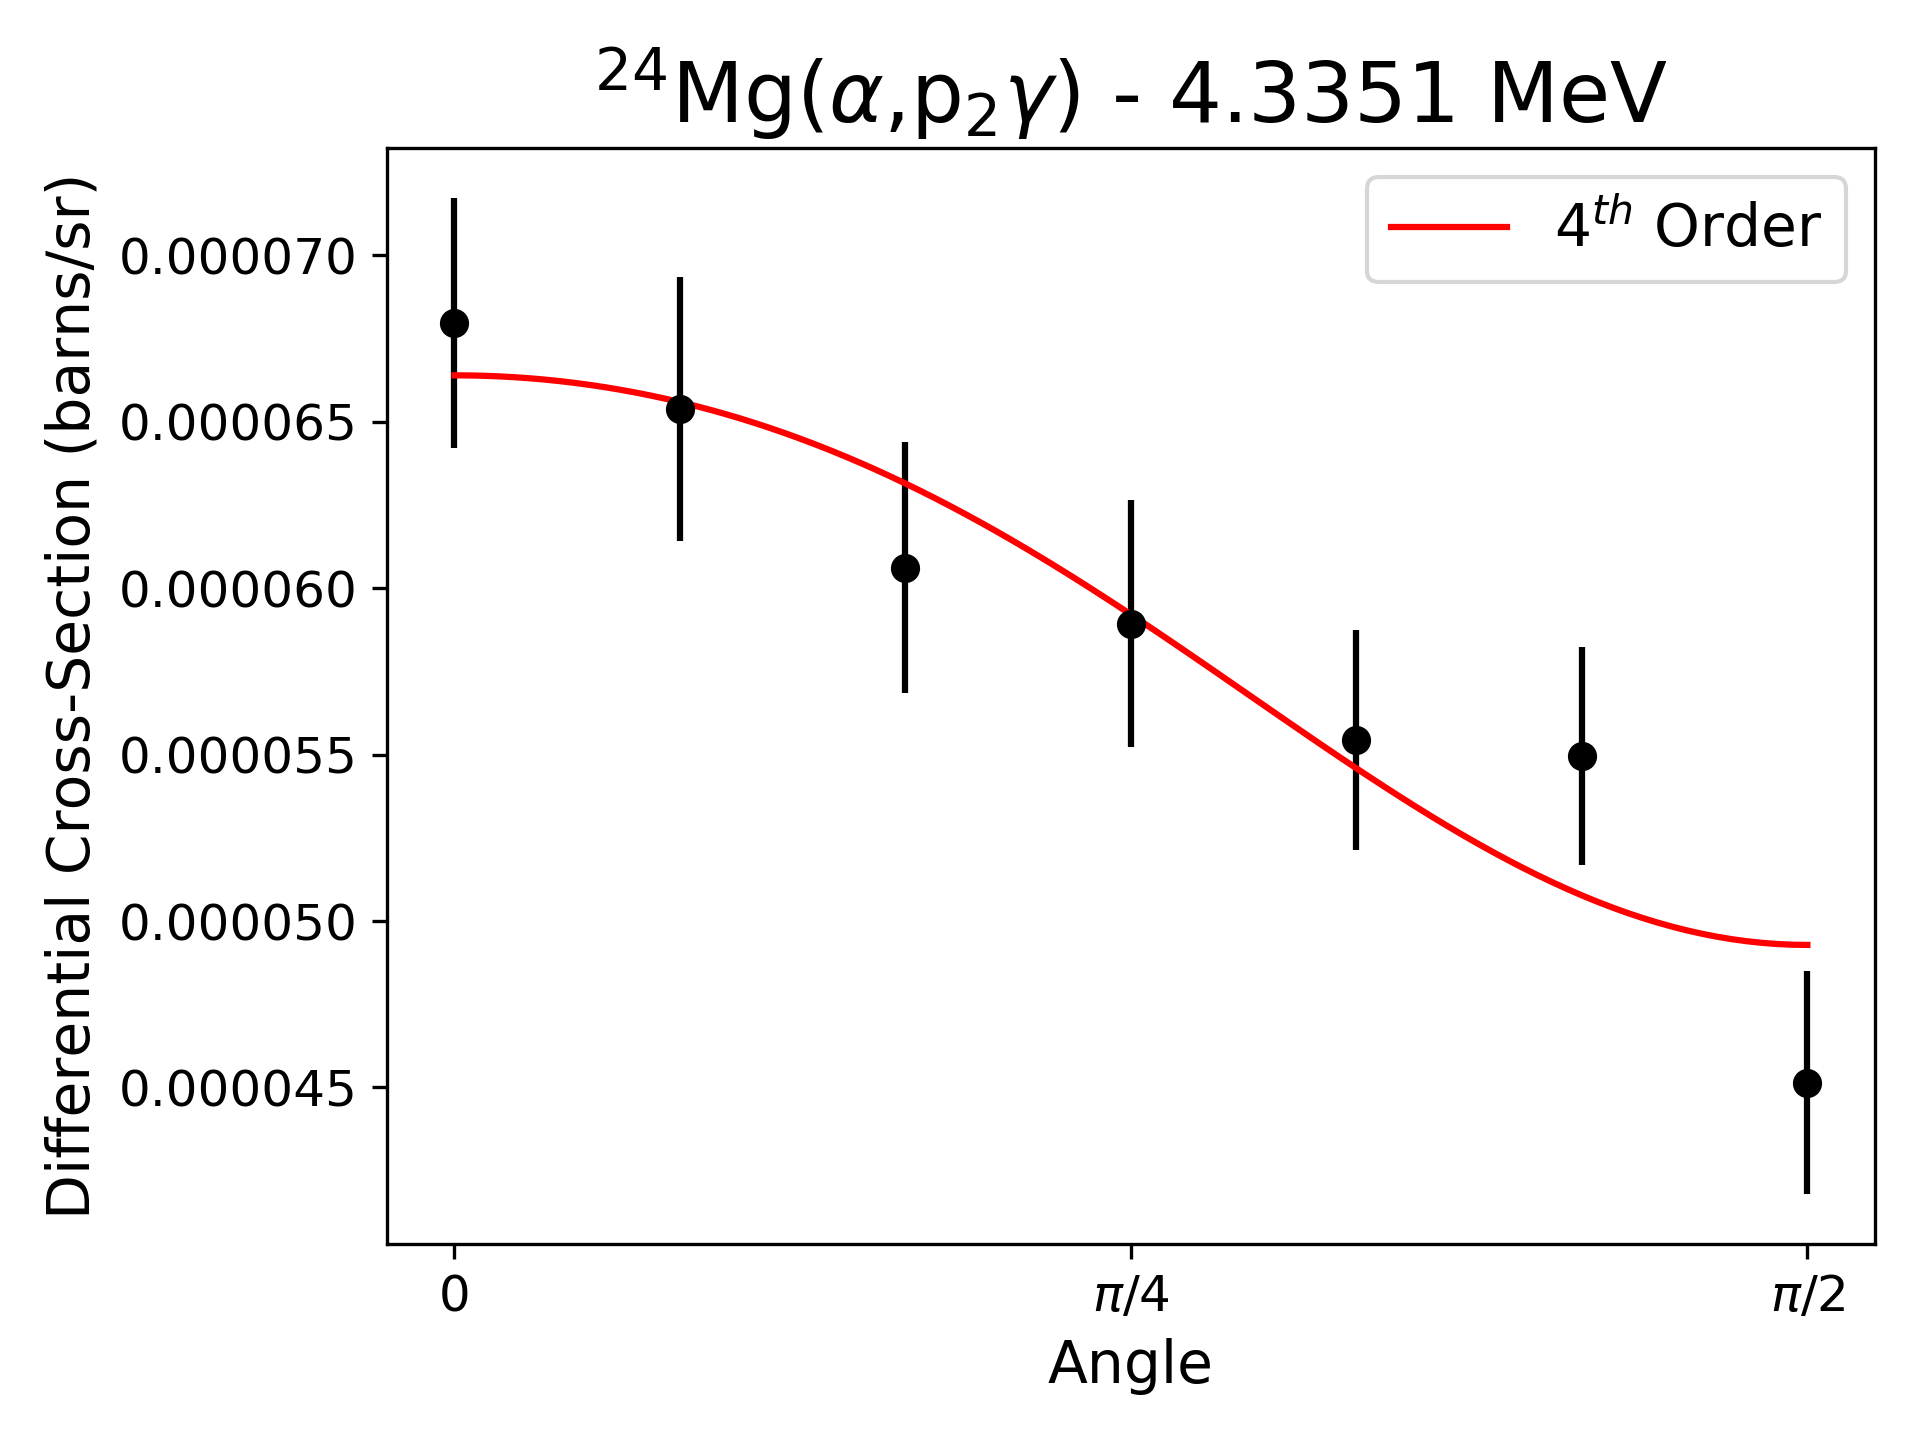 ²⁴Mg(α,p₂γ) - 4.3351 MeV
4ᵗʰ Order
Differential Cross-Section (barns/sr)
0.000070
0.000065
0.000060
0.000055
0.000050
0.000045
0 π/4 π/2
Angle